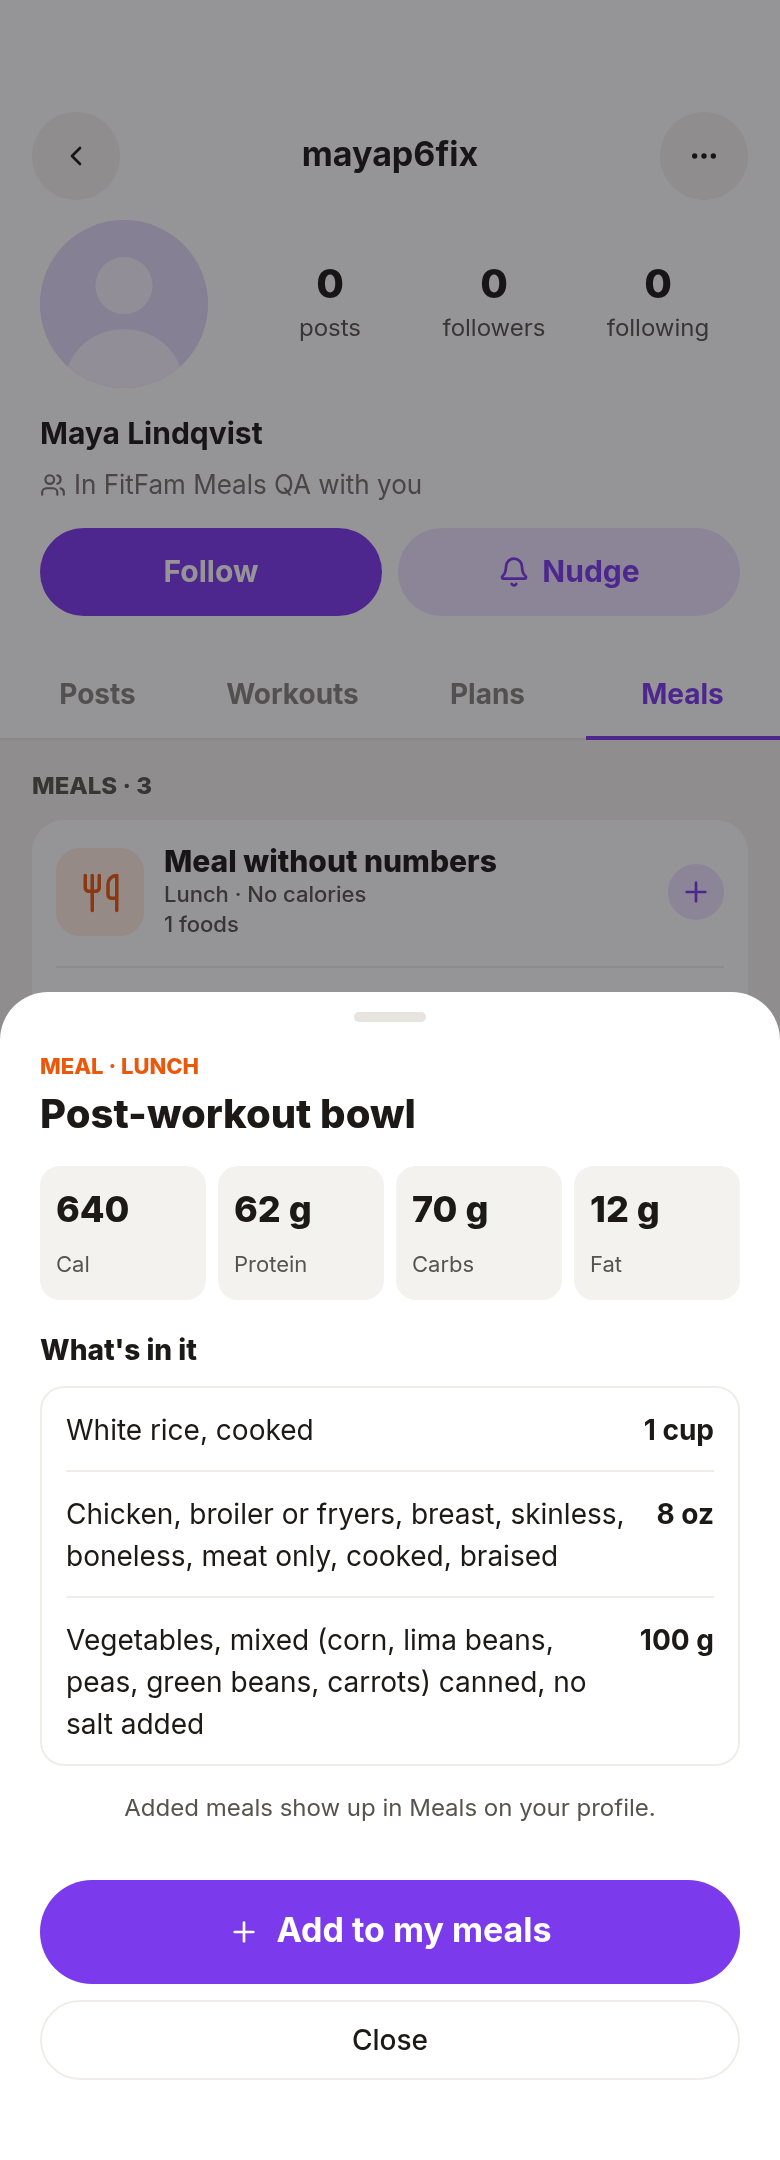 mayap6fix
0
posts
0
followers
0
following
Maya Lindqvist
In FitFam Meals QA with you
Follow
Nudge
Posts
Workouts
Plans
Meals
MEALS · 3
Meal without numbers
Lunch · No calories
1 foods
MEAL · LUNCH
Post-workout bowl
640
Cal
62 g
Protein
70 g
Carbs
12 g
Fat
What's in it
White rice, cooked
1 cup
Chicken, broiler or fryers, breast, skinless,
boneless, meat only, cooked, braised
8 oz
Vegetables, mixed (corn, lima beans,
peas, green beans, carrots) canned, no
salt added
100 g
Added meals show up in Meals on your profile.
Add to my meals
Close